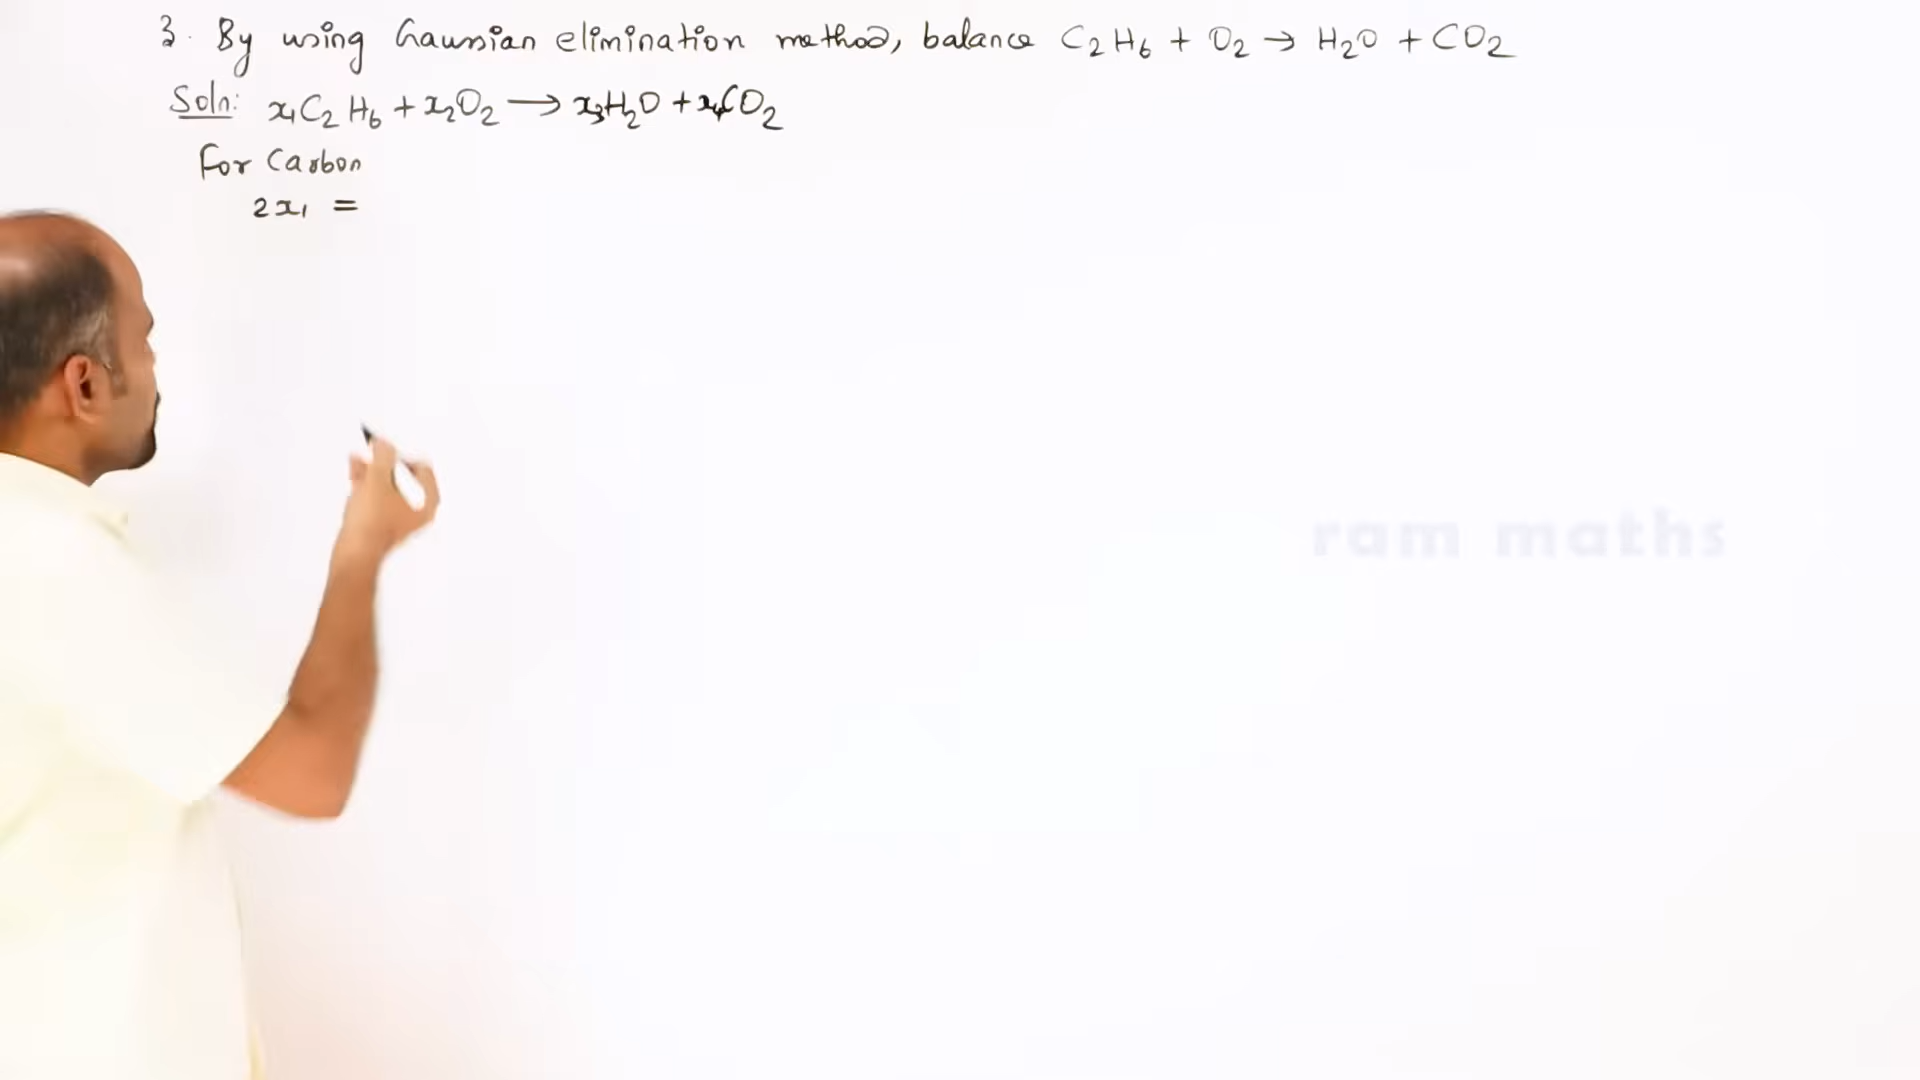 3. By using Gaussian elimination method, balance C₂H₆ + O₂ → H₂O + CO₂
Soln: x₁C₂H₆ + x₂O₂ → x₃H₂O + x₄CO₂
For Carbon
2x₁ =
ram maths